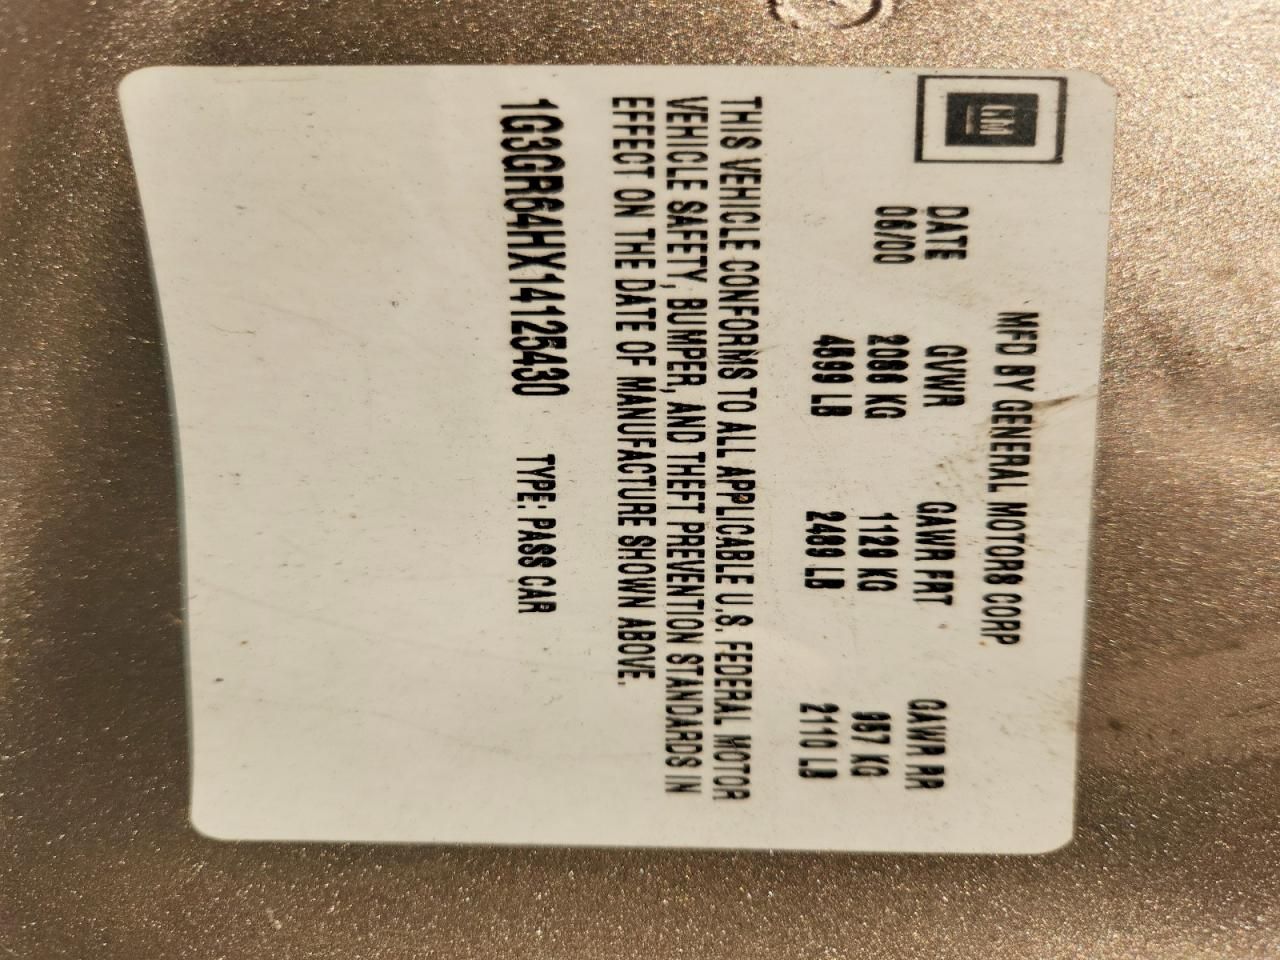 GM
MFD BY GENERAL MOTORS CORP
DATE GVWR GAWR FRT GAWR RR
06/00 2086 KG 1129 KG 957 KG
4599 LB 2489 LB 2110 LB
THIS VEHICLE CONFORMS TO ALL APPLICABLE U.S. FEDERAL MOTOR
VEHICLE SAFETY, BUMPER, AND THEFT PREVENTION STANDARDS IN
EFFECT ON THE DATE OF MANUFACTURE SHOWN ABOVE.
1G3GR64HX14125430 TYPE: PASS CAR